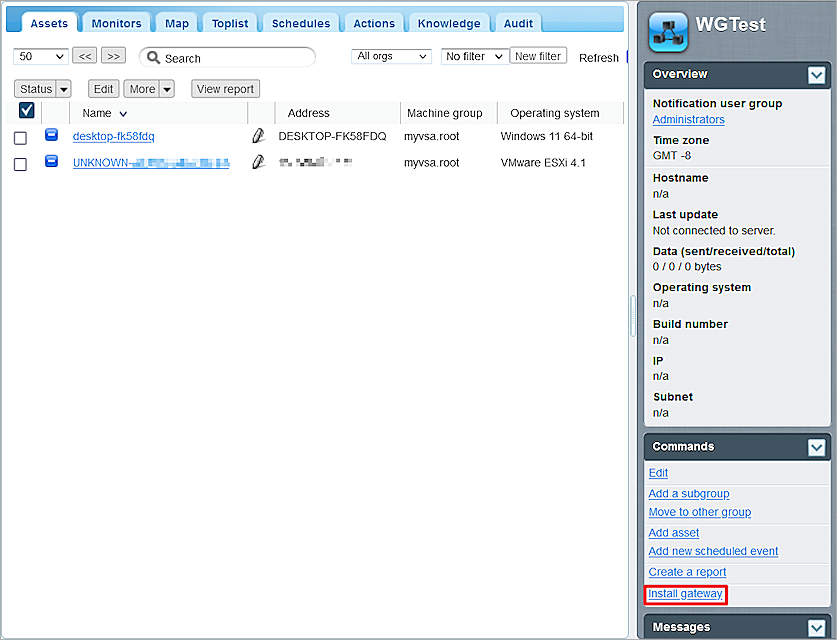 Assets Monitors Map Toplist Schedules Actions Knowledge Audit
50 << >> Search All orgs No filter New filter Refresh
Status Edit More View report
Name Address Machine group Operating system
desktop-fk58fdq DESKTOP-FK58FDQ myvsa.root Windows 11 64-bit
UNKNOWN- myvsa.root VMware ESXi 4.1
WGTest
Overview
Notification user group
Administrators
Time zone
GMT -8
Hostname
n/a
Last update
Not connected to server.
Data (sent/received/total)
0 / 0 / 0 bytes
Operating system
n/a
Build number
n/a
IP
n/a
Subnet
n/a
Commands
Edit
Add a subgroup
Move to other group
Add asset
Add new scheduled event
Create a report
Install gateway
Messages